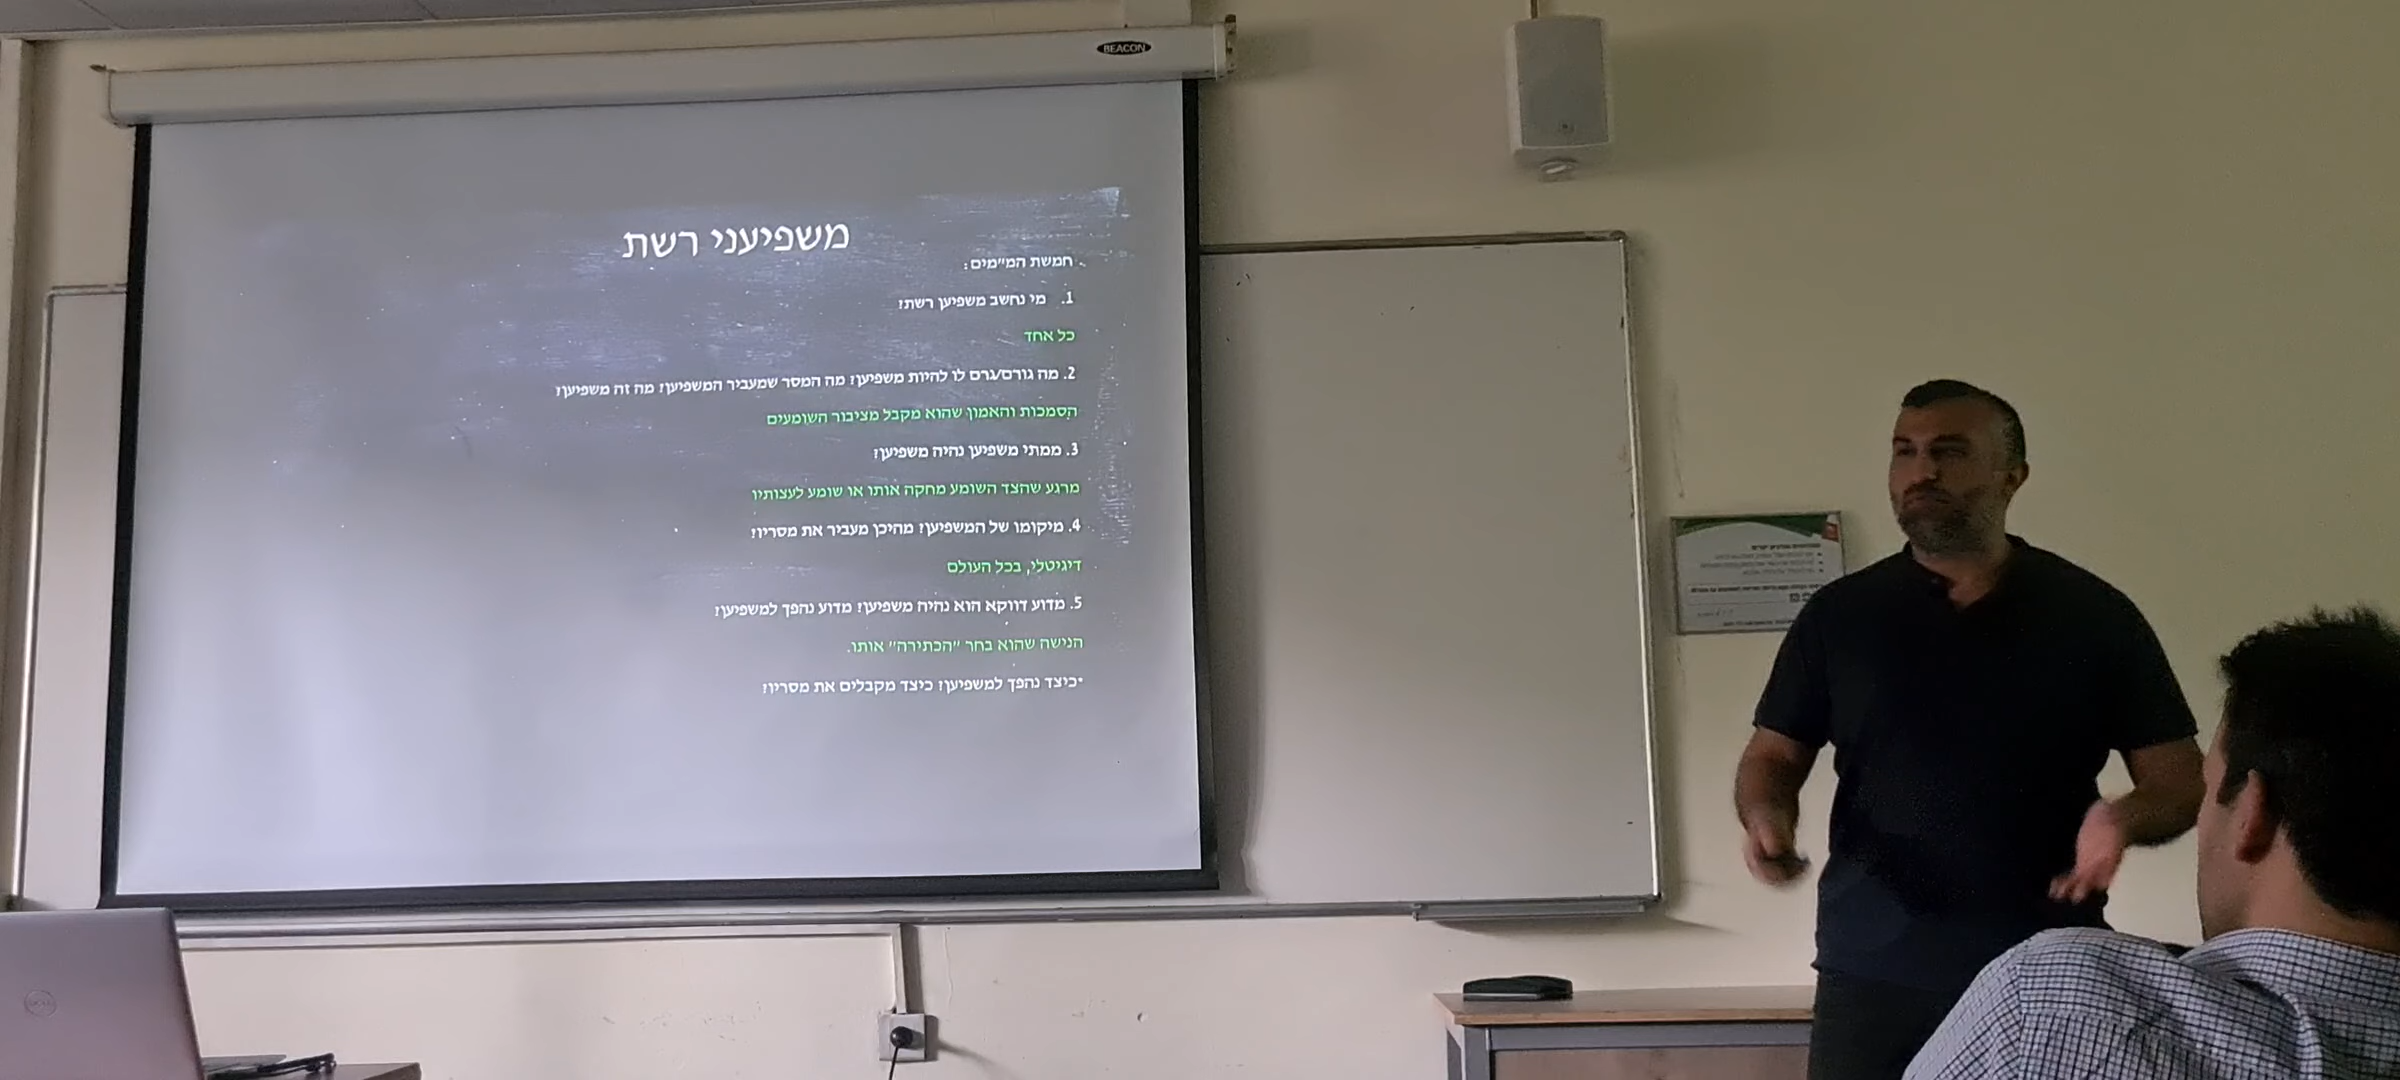 BEACON
משפיעני רשת
חמשת המ"מים:
1. מי נחשב משפיען רשת?
כל אחד
2. מה גורם/גרם לו להיות משפיען? מה המסר שמעביר המשפיען? מה זה משפיען?
הסמכות והאמון שהוא מקבל מציבור השומעים
3. ממתי משפיען נהיה משפיען?
מרגע שהצד השומע מחקה אותו או שומע לעצותיו
4. מיקומו של המשפיען? מהיכן מעביר את מסריו?
דיגיטלי, בכל העולם
5. מדוע דווקא הוא נהיה משפיען? מדוע נהפך למשפיען?
הנישה שהוא בחר "הכתירה" אותו.
*כיצד נהפך למשפיען? כיצד מקבלים את מסריו?
DELL